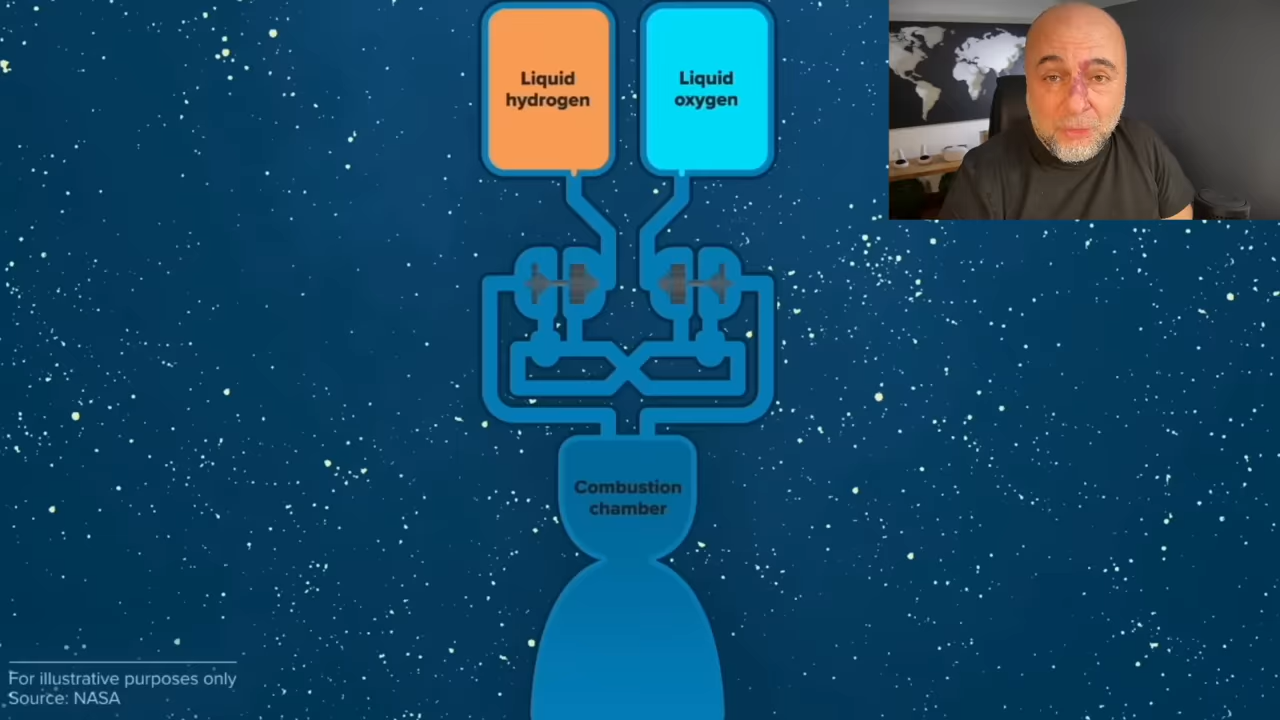 Liquid
hydrogen
Liquid
oxygen
Combustion
chamber
For illustrative purposes only
Source: NASA